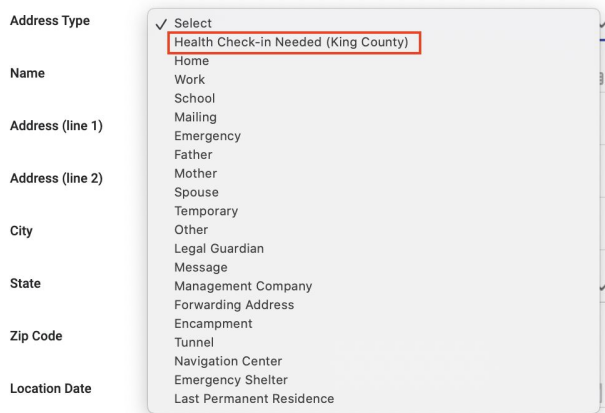 Address Type
Select
Health Check-in Needed (King County)
Home
Name
Work
School
Mailing
Address (line 1)
Emergency
Father
Mother
Address (line 2)
Spouse
Temporary
City
Other
Legal Guardian
Message
State
Management Company
Forwarding Address
Encampment
Zip Code
Tunnel
Navigation Center
Emergency Shelter
Location Date
Last Permanent Residence